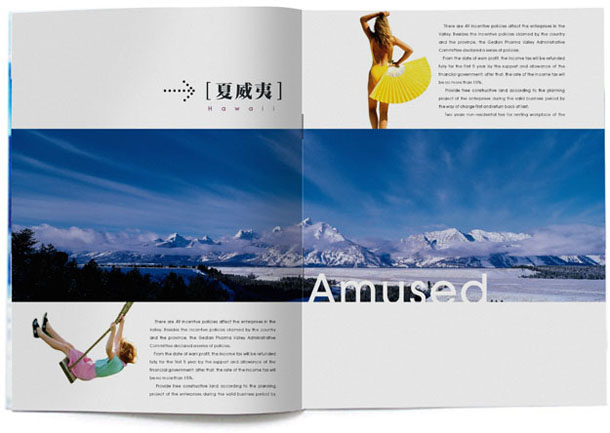 [夏威夷]
Hawaii
There are All incentive policies affect the enterprises in the
Valley. Besides the incentive policies claimed by the country
and the province, the Gedian Pharma Valley Administrative
Committee declared a series of policies.
From the date of earn profit, the income tax will be refunded
fully for the first 5 year by the support and allowance of the
financial government; after that, the rate of the income tax will
be no more than 15%.
Provide free constructive land according to the planning
project of the enterprises during the valid business period by
the way of charge first and return back at last.
Two years non-residential fee for renting workplace of the
Amused...
There are All incentive policies affect the enterprises in the
Valley. Besides the incentive policies claimed by the country
and the province, the Gedian Pharma Valley Administrative
Committee declared a series of policies.
From the date of earn profit, the income tax will be refunded
fully for the first 5 year by the support and allowance of the
financial government; after that, the rate of the income tax will
be no more than 15%.
Provide free constructive land according to the planning
project of the enterprises during the valid business period by